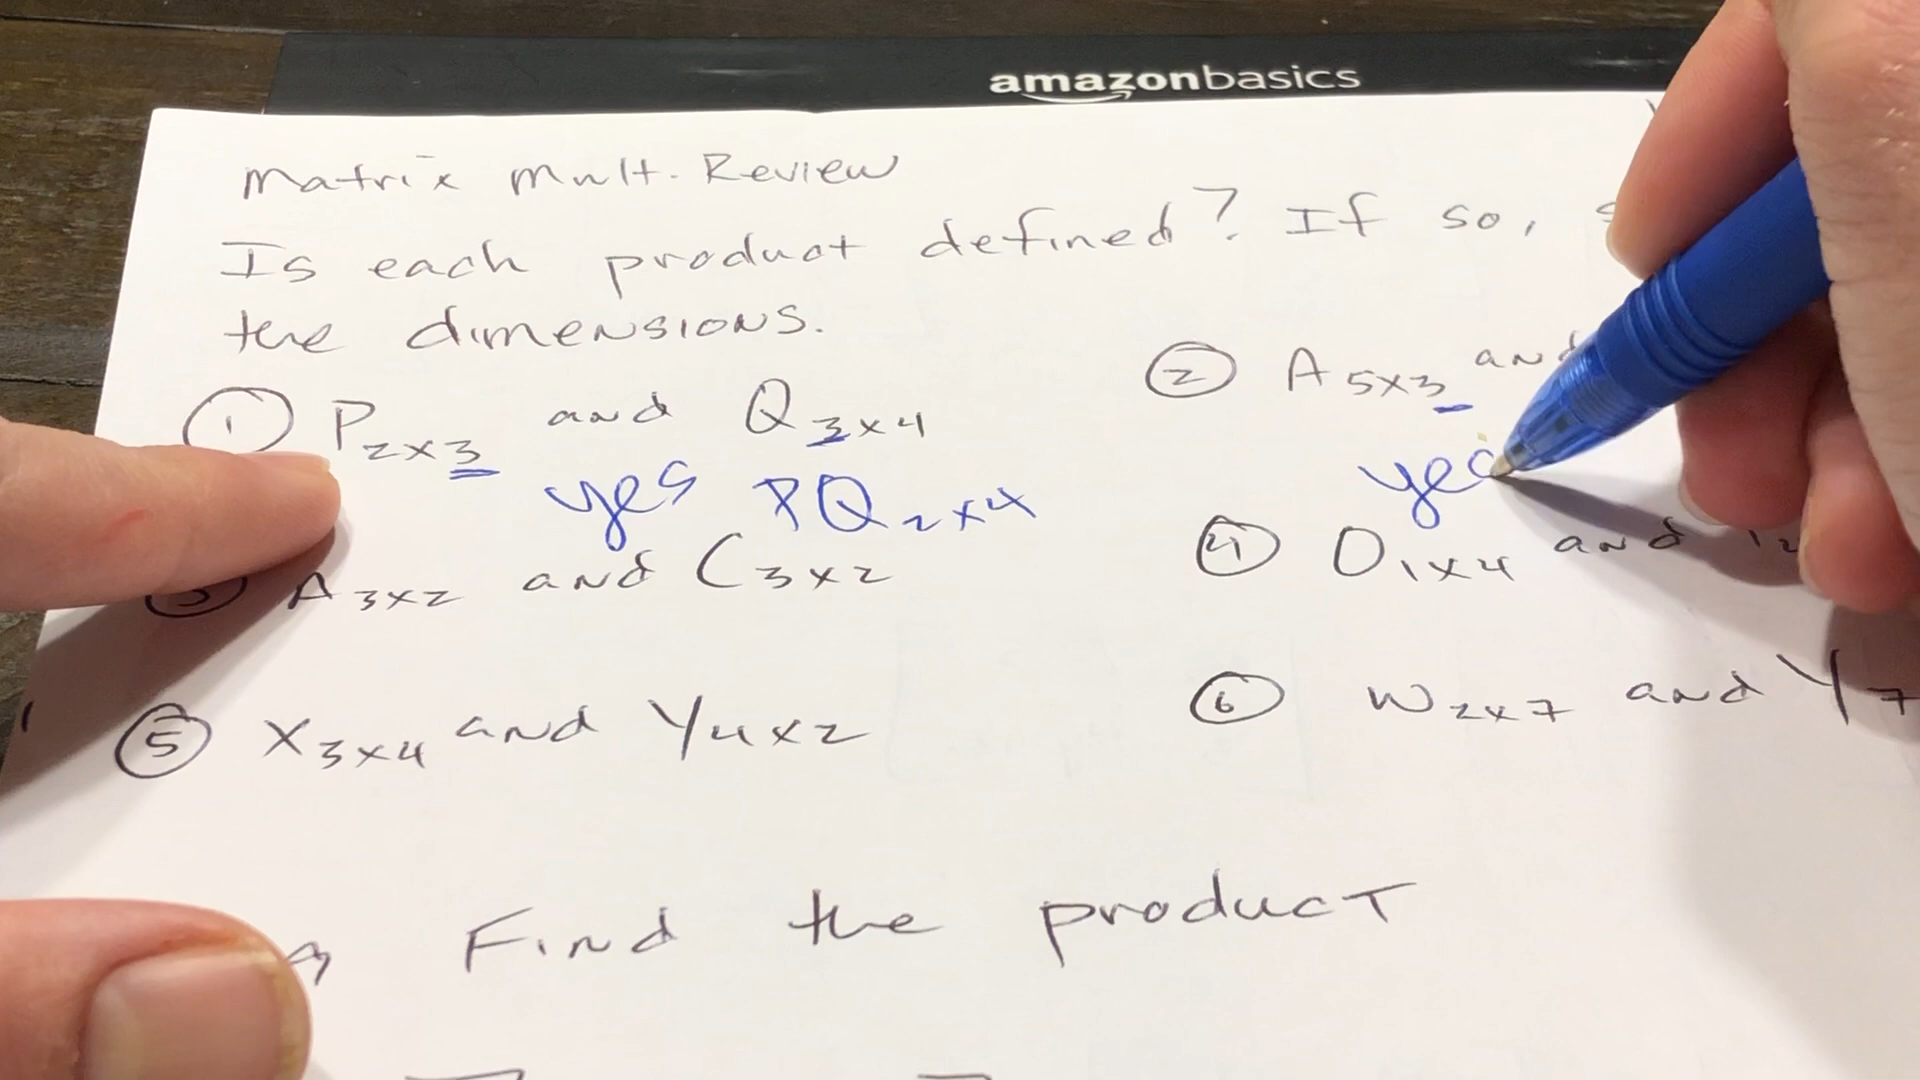 amazonbasics
Matrix Mult. Review
Is each product defined? If so,
the dimensions.
① P2x3 and Q3x4
② A5x3 and
yes PQ2x4
yes
③ A3x2 and C3x2
④ O1x4 and
⑤ X3x4 and Y4x2
⑥ W2x7 and Y7
Find the product